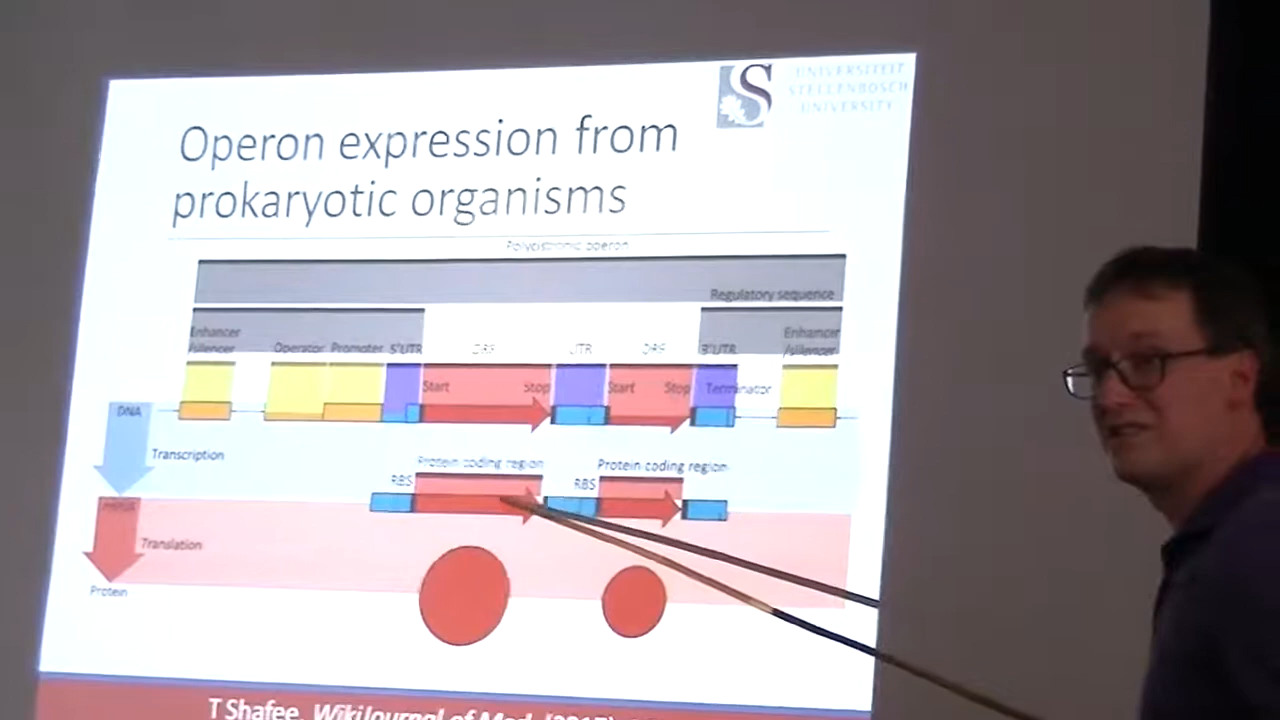 UNIVERSITEIT
STELLENBOSCH
UNIVERSITY
Operon expression from
prokaryotic organisms
Polycistronic operon
Regulatory sequence
Enhancer
/silencer
Operator
Promoter
5'UTR
ORF
UTR
ORF
3'UTR
Enhancer
/silencer
Start
Stop
Start
Stop
Terminator
DNA
Transcription
Protein coding region
Protein coding region
RBS
RBS
mRNA
Translation
Protein
T Shafee, WikiJournal of Med.